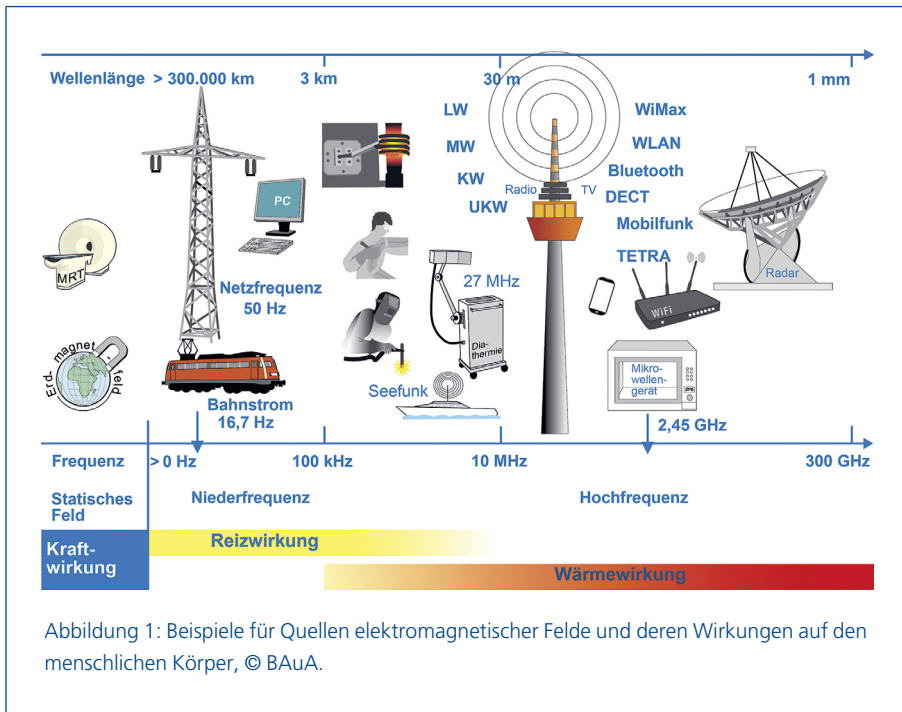 Wellenlänge > 300.000 km 3 km 30 m 1 mm
LW
MW
KW
UKW
Radio TV
WiMax
WLAN
Bluetooth
DECT
Mobilfunk
TETRA
PC
MRT
Netzfrequenz
50 Hz
27 MHz
Dia-
thermie
WiFi
Radar
Erd-magnet-feld
Seefunk
Mikro-
wellen-
gerät
Bahnstrom
16,7 Hz
2,45 GHz
Frequenz > 0 Hz 100 kHz 10 MHz 300 GHz
Statisches
Feld
Niederfrequenz Hochfrequenz
Kraft-
wirkung
Reizwirkung
Wärmewirkung
Abbildung 1: Beispiele für Quellen elektromagnetischer Felde und deren Wirkungen auf den
menschlichen Körper, © BAuA.